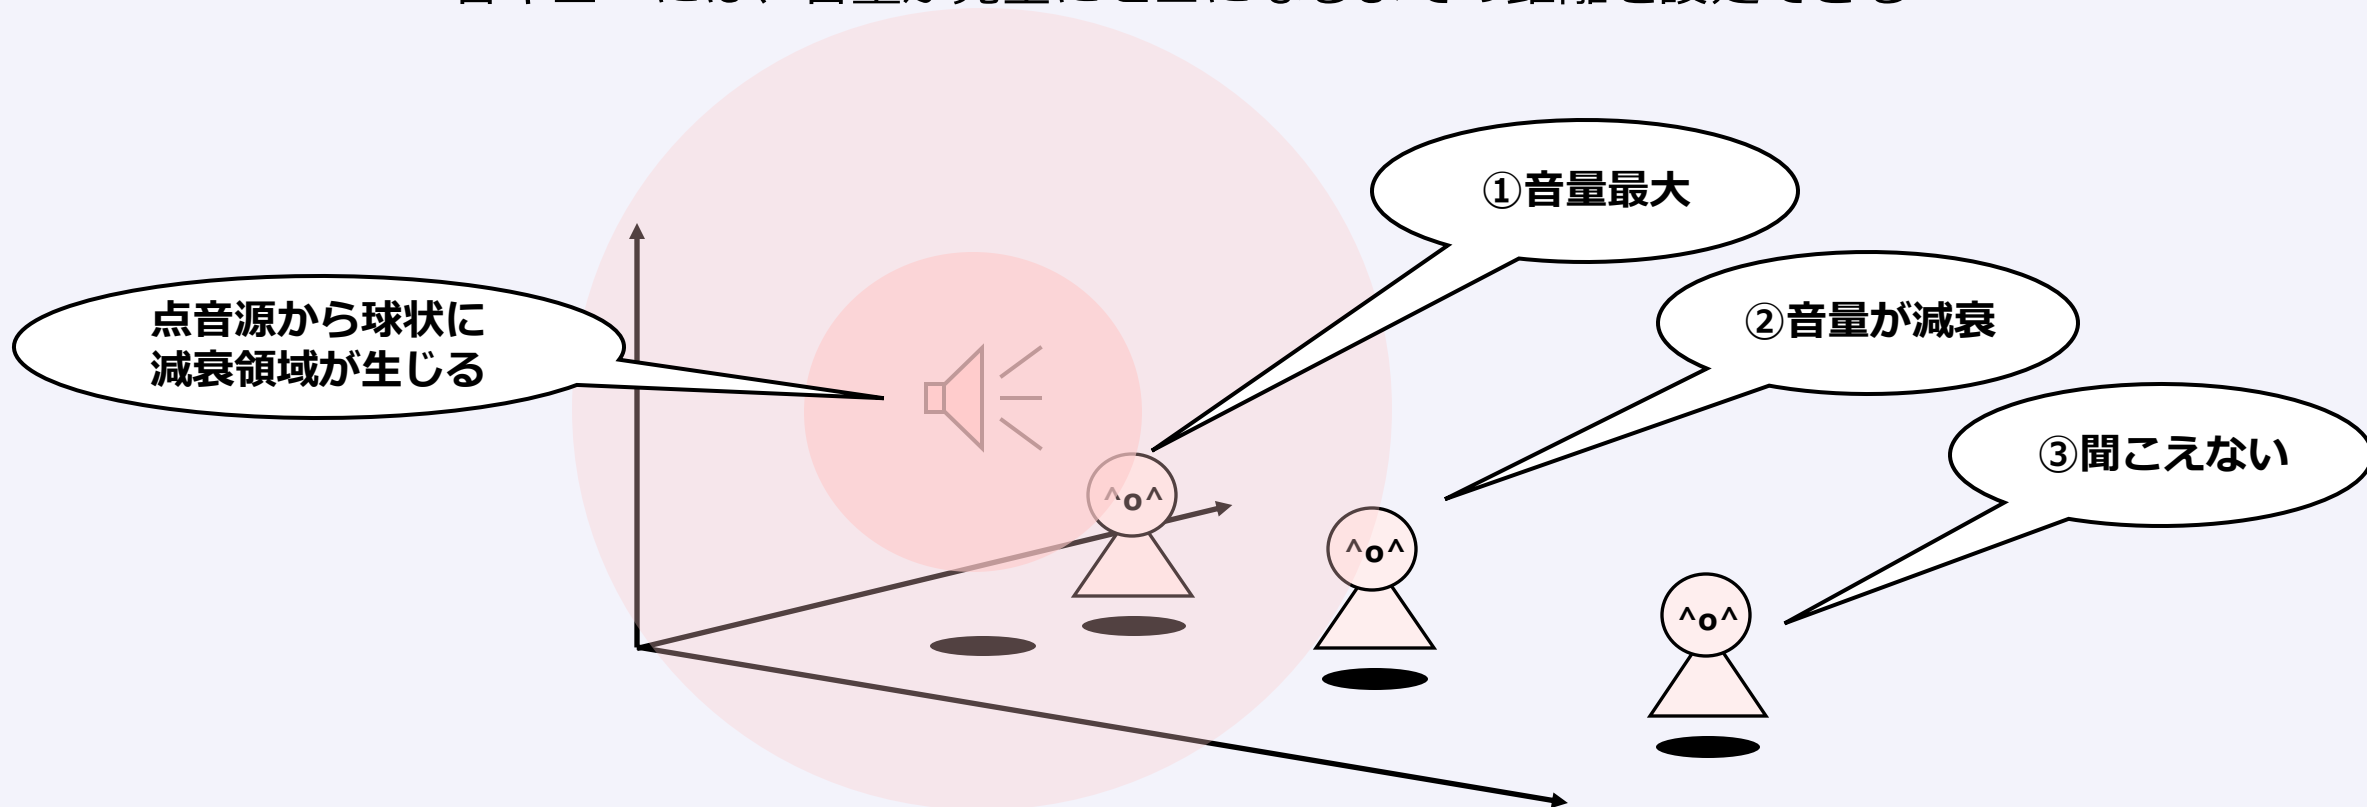 点音源から球状に
減衰領域が生じる
①音量最大
②音量が減衰
③聞こえない
^o^
^o^
^o^